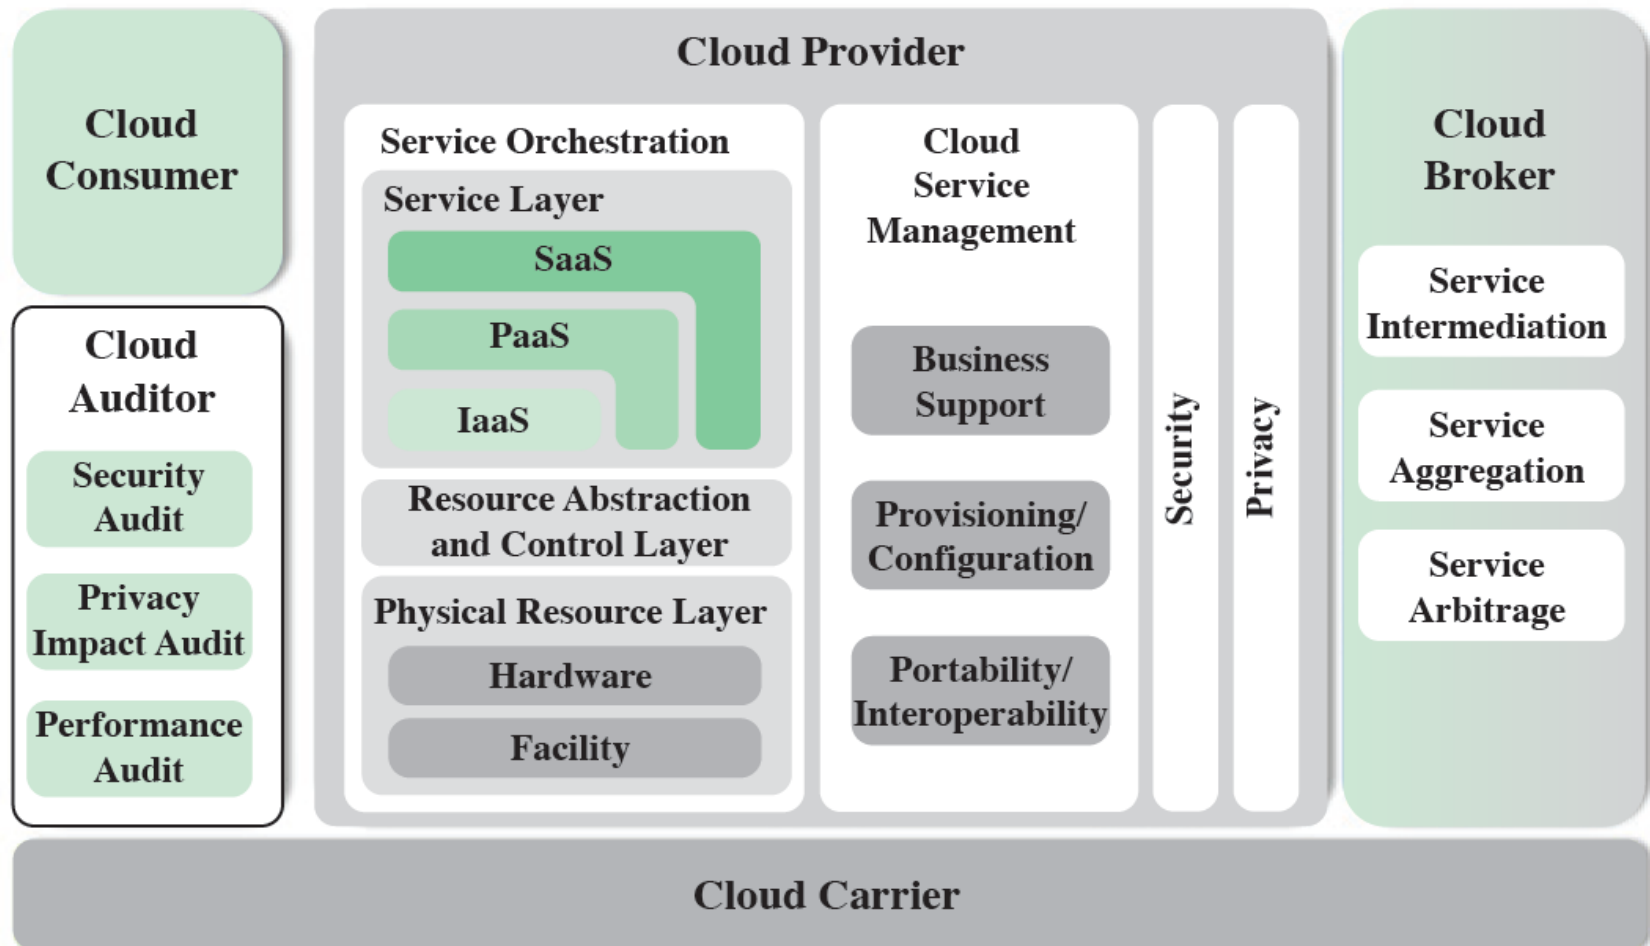 Cloud
Consumer
Cloud
Auditor
Security
Audit
Privacy
Impact Audit
Performance
Audit
Cloud Provider
Service Orchestration
Service Layer
SaaS
PaaS
IaaS
Resource Abstraction
and Control Layer
Physical Resource Layer
Hardware
Facility
Cloud
Service
Management
Business
Support
Provisioning/
Configuration
Portability/
Interoperability
Security
Privacy
Cloud
Broker
Service
Intermediation
Service
Aggregation
Service
Arbitrage
Cloud Carrier